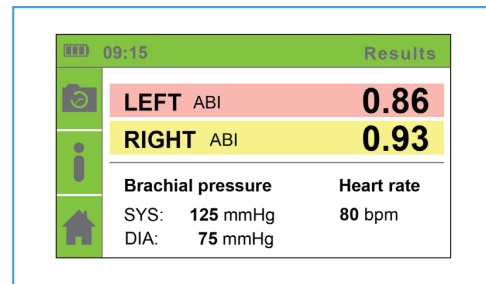 09:15 Results
LEFT ABI 0.86
RIGHT ABI 0.93
Brachial pressure Heart rate
SYS: 125 mmHg 80 bpm
DIA: 75 mmHg